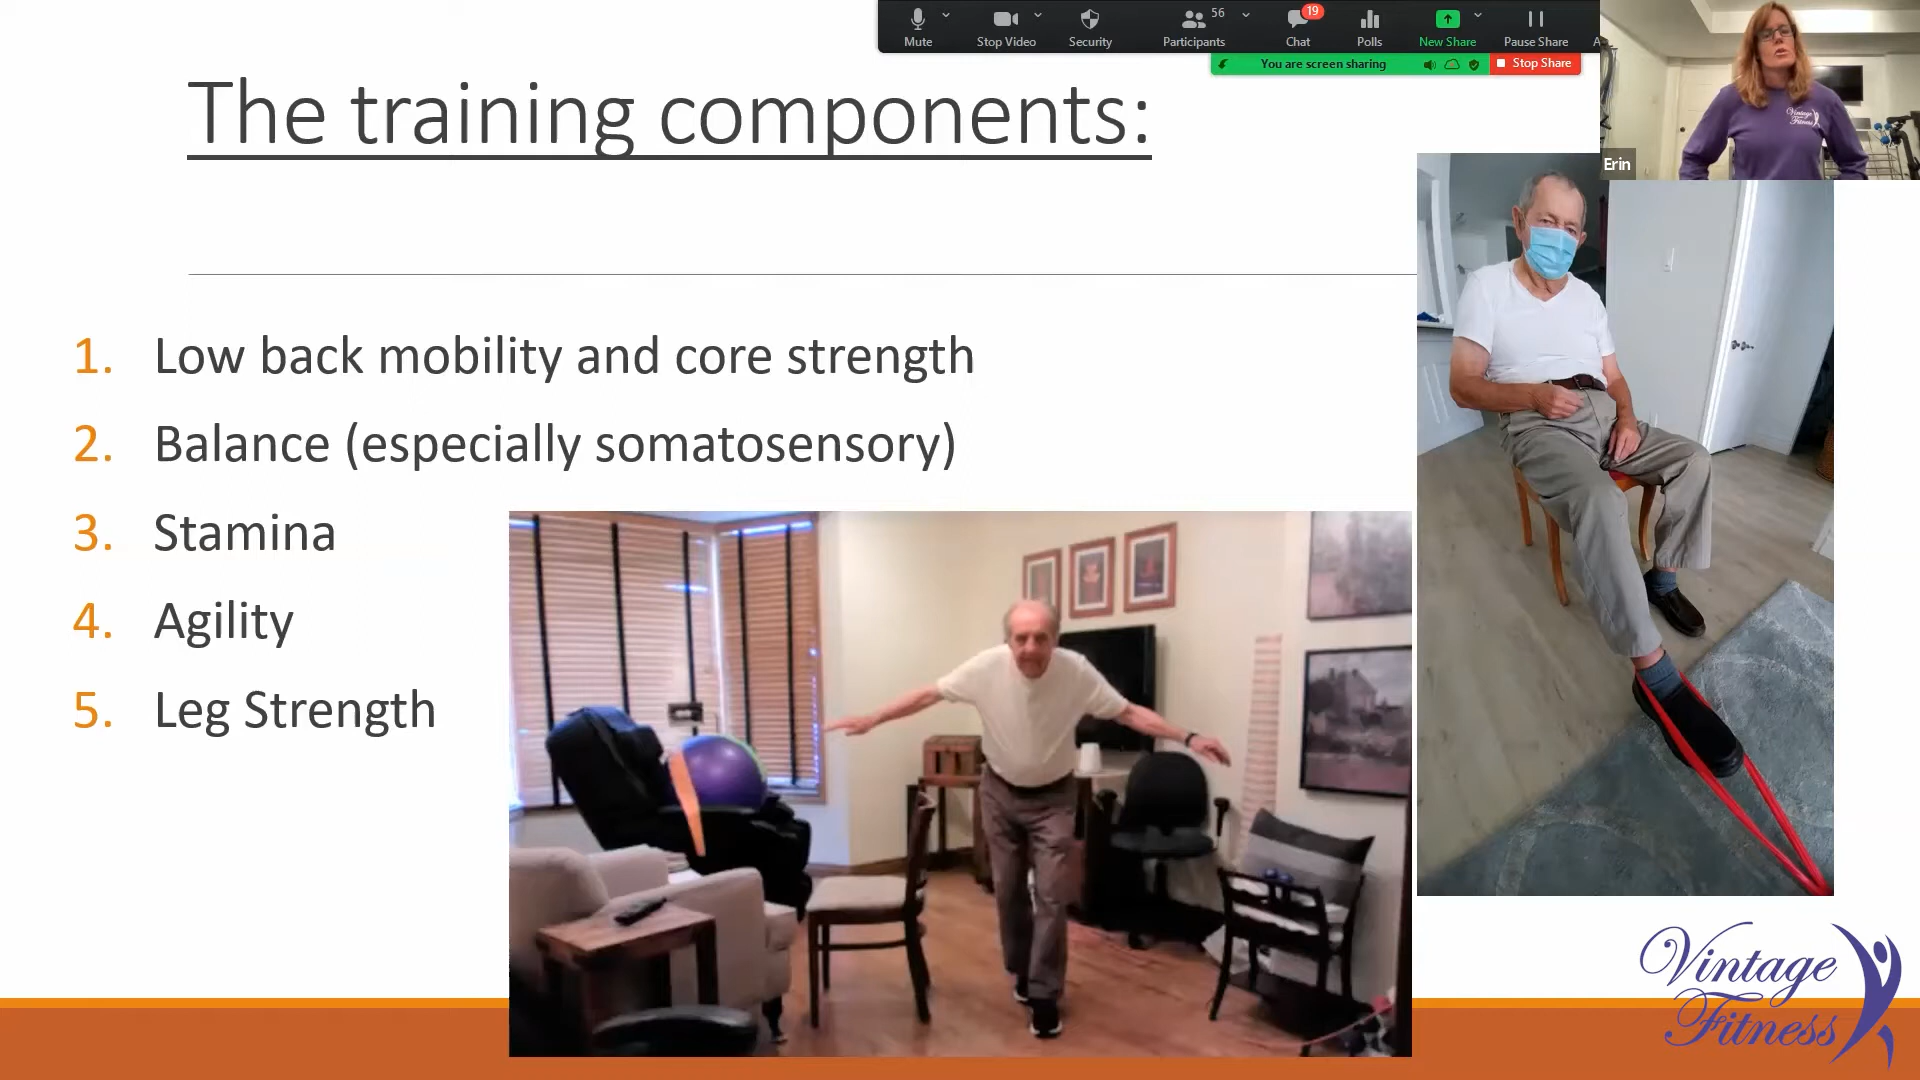 Mute
Stop Video
Security
56
Participants
19
Chat
Polls
New Share
Pause Share
You are screen sharing
Stop Share
Vintage
Fitness
Erin
The training components:
1. Low back mobility and core strength
2. Balance (especially somatosensory)
3. Stamina
4. Agility
5. Leg Strength
Vintage
Fitness